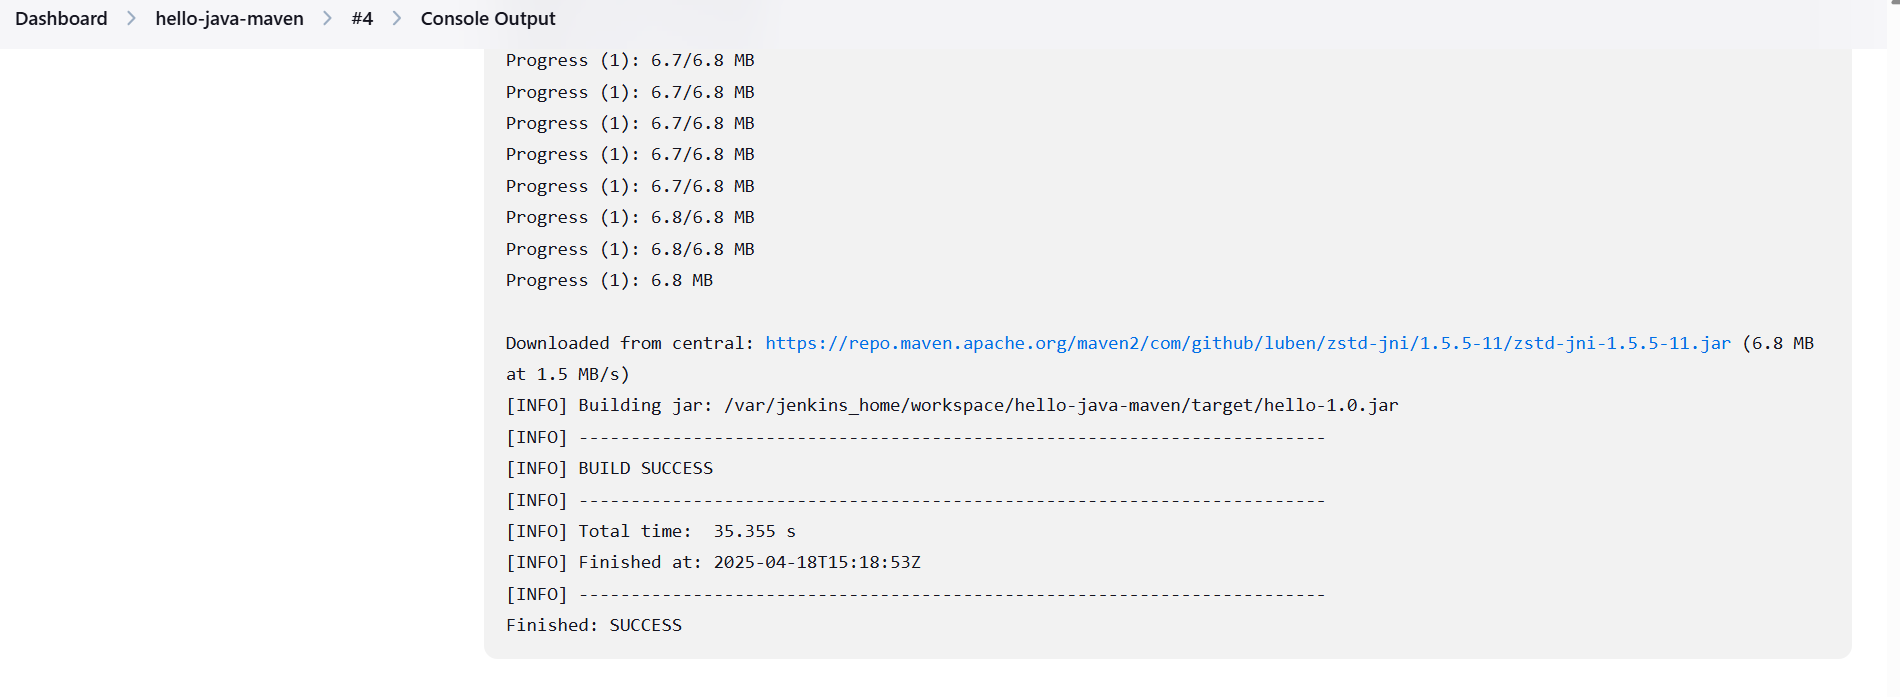 Dashboard > hello-java-maven > #4 > Console Output
Progress (1): 6.7/6.8 MB
Progress (1): 6.7/6.8 MB
Progress (1): 6.7/6.8 MB
Progress (1): 6.7/6.8 MB
Progress (1): 6.7/6.8 MB
Progress (1): 6.8/6.8 MB
Progress (1): 6.8/6.8 MB
Progress (1): 6.8 MB
Downloaded from central: https://repo.maven.apache.org/maven2/com/github/luben/zstd-jni/1.5.5-11/zstd-jni-1.5.5-11.jar (6.8 MB
at 1.5 MB/s)
[INFO] Building jar: /var/jenkins_home/workspace/hello-java-maven/target/hello-1.0.jar
[INFO] ------------------------------------------------------------------------
[INFO] BUILD SUCCESS
[INFO] ------------------------------------------------------------------------
[INFO] Total time:  35.355 s
[INFO] Finished at: 2025-04-18T15:18:53Z
[INFO] ------------------------------------------------------------------------
Finished: SUCCESS